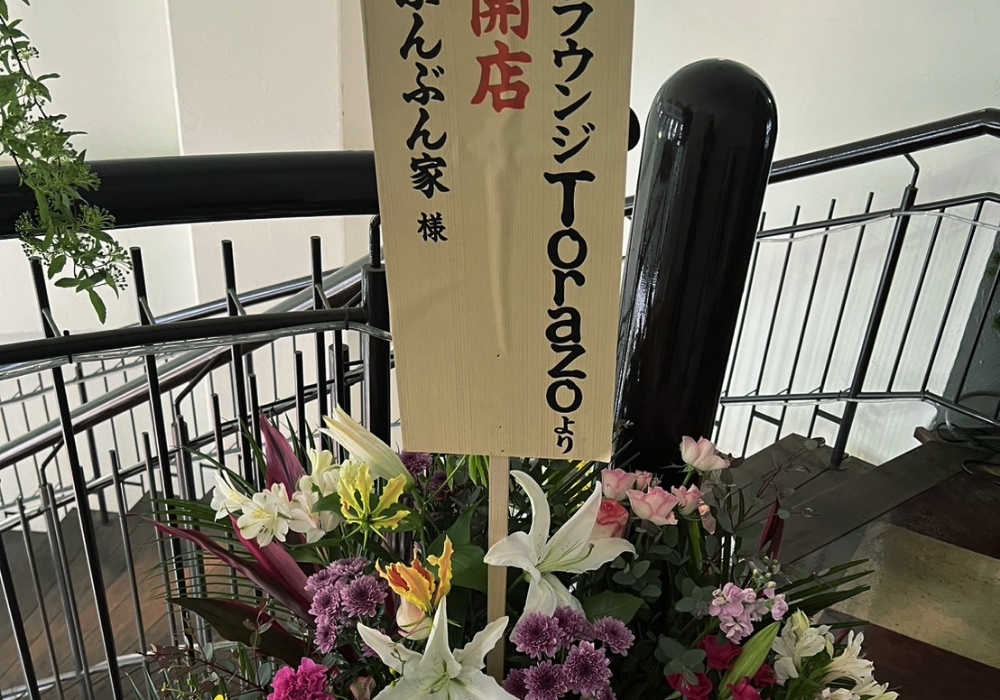 ラウンジTorazoより
開店
ぶんぶん家 様